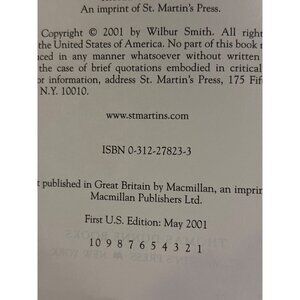 An imprint of St. Martin's Press.
Copyright © 2001 by Wilbur Smith. All right
the United States of America. No part of this book
uced in any manner whatsoever without written
the case of brief quotations embodied in critical
or information, address St. Martin's Press, 175 Fif
N.Y. 10010.
www.stmartins.com
ISBN 0-312-27823-3
t published in Great Britain by Macmillan, an imprin
Macmillan Publishers Ltd.
First U.S. Edition: May 2001
10 9 8 7 6 5 4 3 2 1